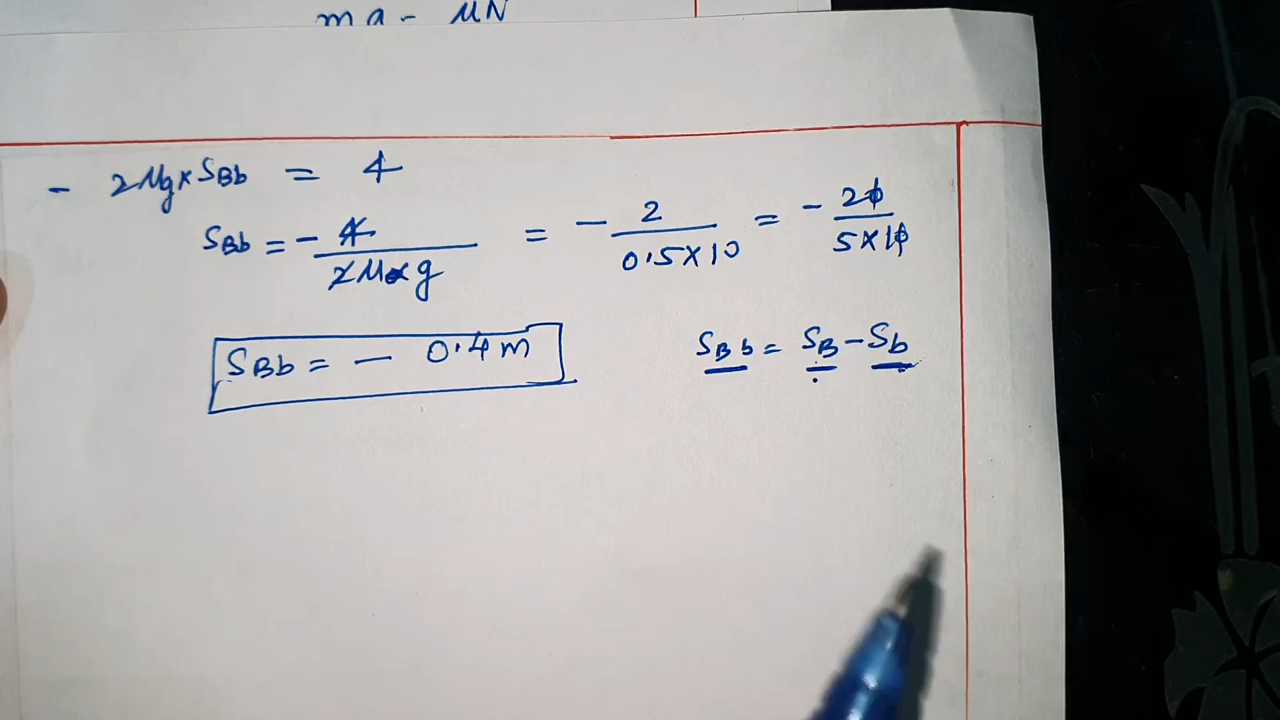 ma - μN
- 2μg×S_Bb = 4
S_Bb = - 4/(2μ×g) = - 2/(0.5×10) = - 20/(5×10)
S_Bb = - 0.4m
S_Bb = S_B - S_b